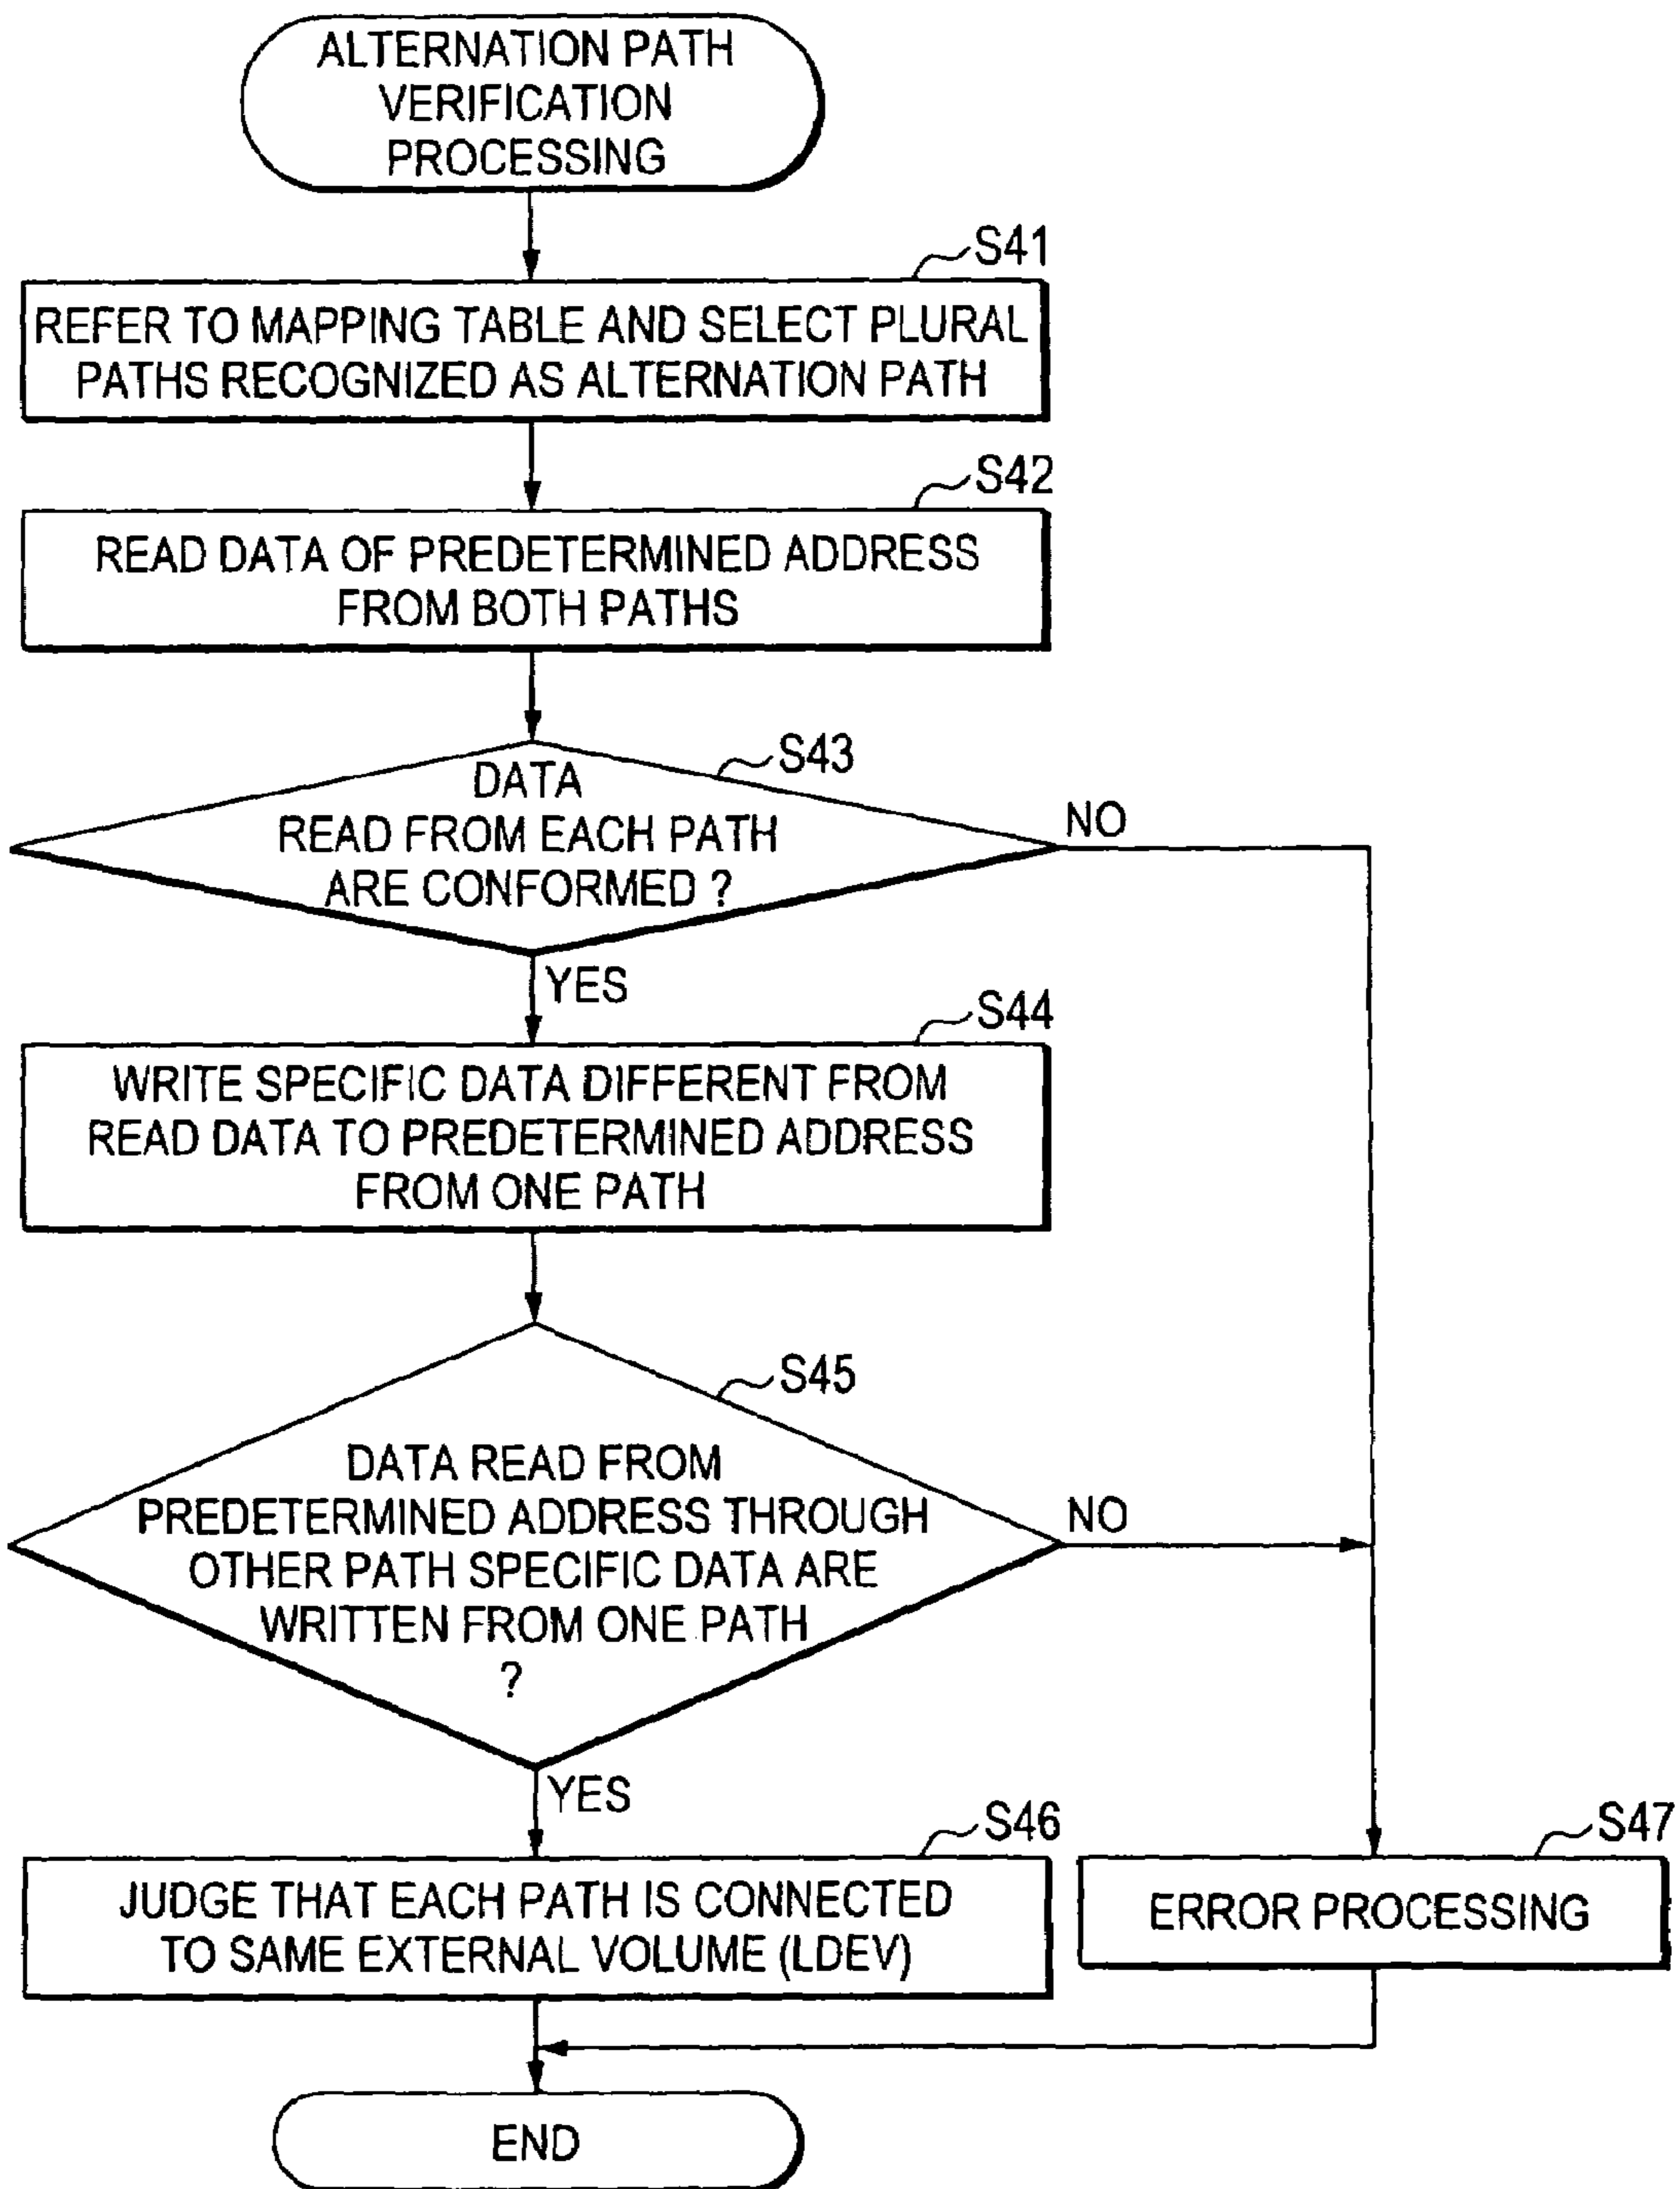 ALTERNATION PATH
VERIFICATION
PROCESSING
S41
REFER TO MAPPING TABLE AND SELECT PLURAL
PATHS RECOGNIZED AS ALTERNATION PATH
S42
READ DATA OF PREDETERMINED ADDRESS
FROM BOTH PATHS
S43
DATA
READ FROM EACH PATH
ARE CONFORMED ?
NO
YES
S44
WRITE SPECIFIC DATA DIFFERENT FROM
READ DATA TO PREDETERMINED ADDRESS
FROM ONE PATH
S45
DATA READ FROM
PREDETERMINED ADDRESS THROUGH
OTHER PATH SPECIFIC DATA ARE
WRITTEN FROM ONE PATH
?
NO
YES
S46
JUDGE THAT EACH PATH IS CONNECTED
TO SAME EXTERNAL VOLUME (LDEV)
S47
ERROR PROCESSING
END